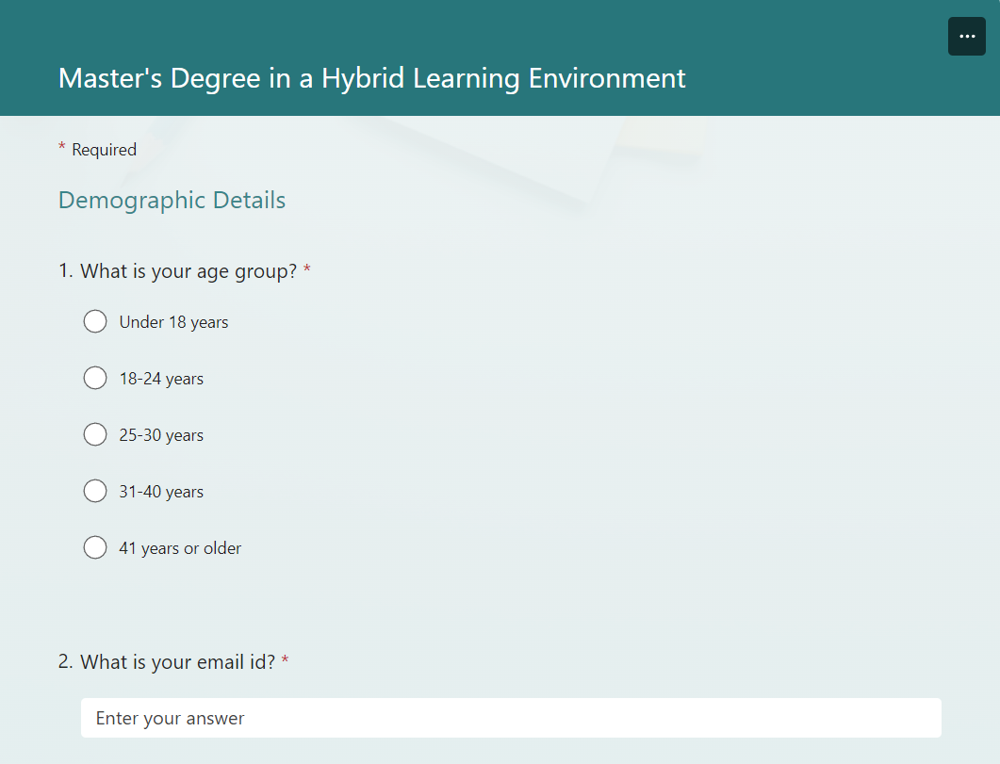 Master's Degree in a Hybrid Learning Environment
* Required
Demographic Details
1. What is your age group? *
Under 18 years
18-24 years
25-30 years
31-40 years
41 years or older
2. What is your email id? *
Enter your answer